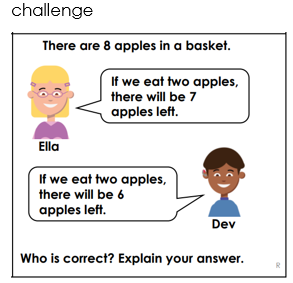 challenge
There are 8 apples in a basket.
If we eat two apples,
there will be 7
apples left.
Ella
If we eat two apples,
there will be 6
apples left.
Dev
Who is correct? Explain your answer.